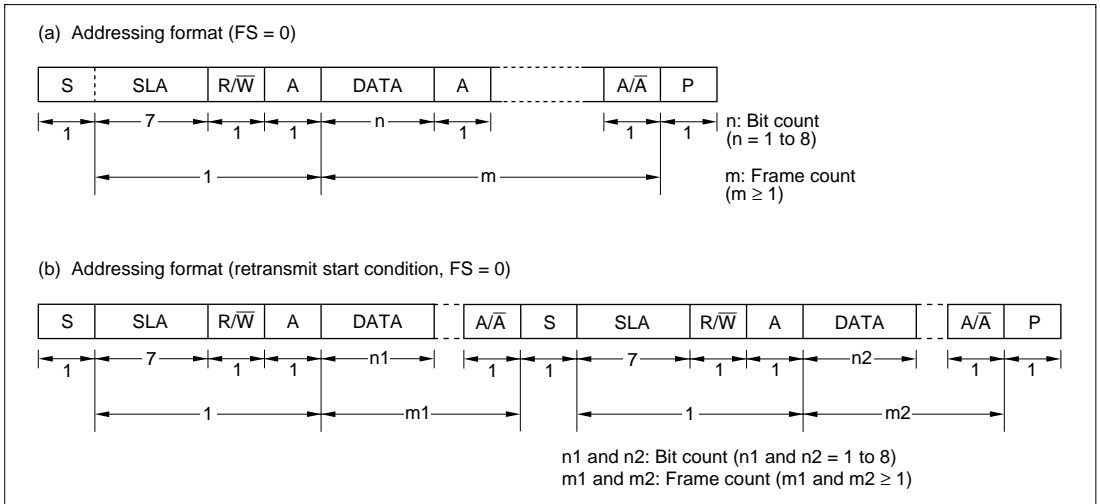 (a) Addressing format (FS = 0)
S SLA R/W̅ A DATA A A/A̅ P
1 7 1 1 n 1 1 1
n: Bit count
(n = 1 to 8)
1 m
m: Frame count
(m ≥ 1)
(b) Addressing format (retransmit start condition, FS = 0)
S SLA R/W̅ A DATA A/A̅ S SLA R/W̅ A DATA A/A̅ P
1 7 1 1 n1 1 1 7 1 1 n2 1 1
1 m1 1 m2
n1 and n2: Bit count (n1 and n2 = 1 to 8)
m1 and m2: Frame count (m1 and m2 ≥ 1)